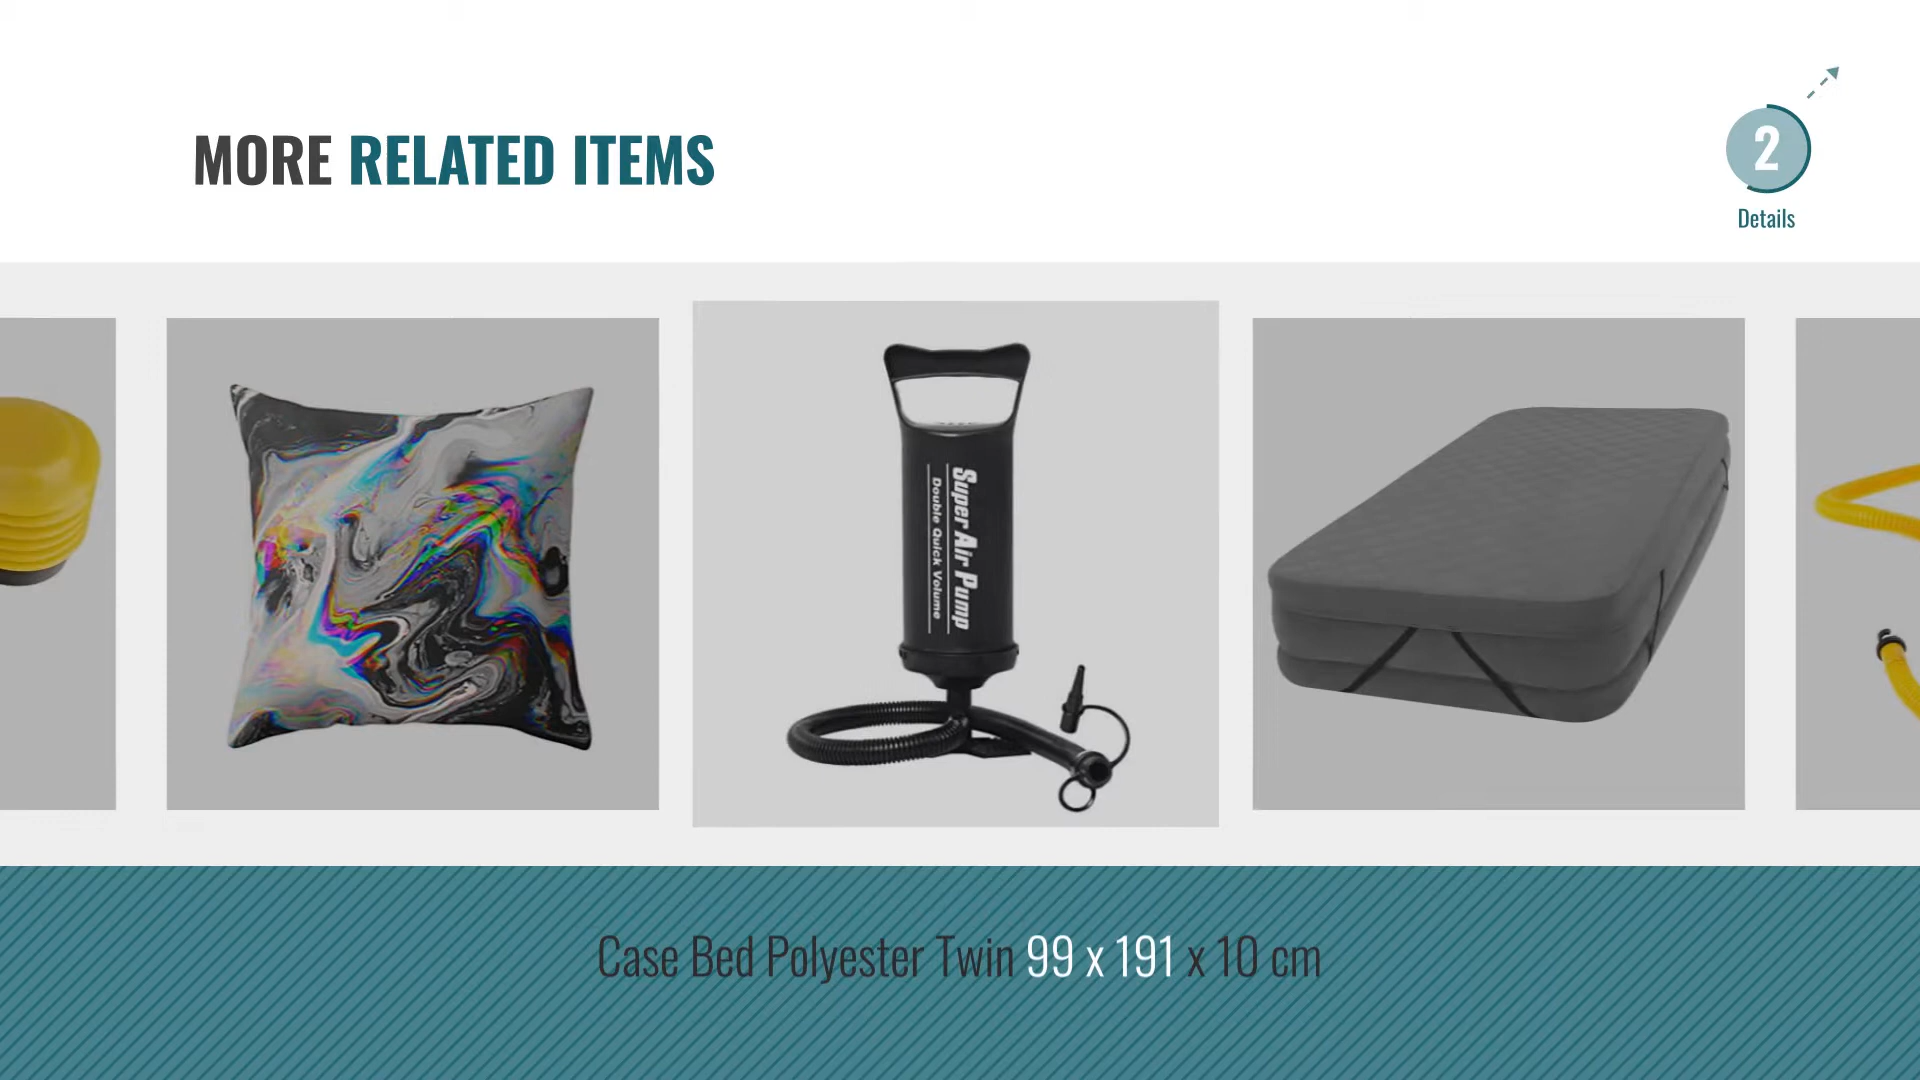 MORE RELATED ITEMS
2
Details
Super Air Pump
Double Quick Volume
Case Bed Polyester Twin 99 x 191 x 10 cm